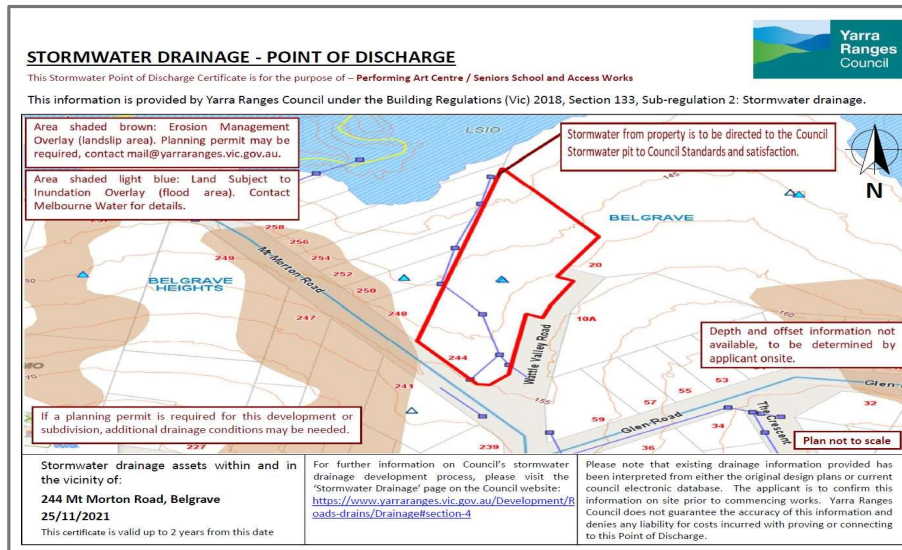 STORMWATER DRAINAGE - POINT OF DISCHARGE
Yarra
Ranges
Council
This Stormwater Point of Discharge Certificate is for the purpose of – Performing Art Centre / Seniors School and Access Works
This information is provided by Yarra Ranges Council under the Building Regulations (Vic) 2018, Section 133, Sub-regulation 2: Stormwater drainage.
Area shaded brown: Erosion Management
Overlay (landslip area). Planning permit may be
required, contact mail@yarraranges.vic.gov.au.
Area shaded light blue: Land Subject to
Inundation Overlay (flood area). Contact
Melbourne Water for details.
LSIO
Stormwater from property is to be directed to the Council
Stormwater pit to Council Standards and satisfaction.
N
145
BELGRAVE
258
256
254
252
250
249
248
247
Mt Morton Road
BELGRAVE
HEIGHTS
20
10A
Wattle Valley Road
160
Depth and offset information not
available, to be determined by
applicant onsite.
244
241
155
53
55
57
59
Glen Road
Glen
32
34
36
The Crescent
70
If a planning permit is required for this development or
subdivision, additional drainage conditions may be needed.
227
239
Plan not to scale
Stormwater drainage assets within and in
the vicinity of:
244 Mt Morton Road, Belgrave
25/11/2021
This certificate is valid up to 2 years from this date
For further information on Council's stormwater
drainage development process, please visit the
'Stormwater Drainage' page on the Council website:
https://www.yarraranges.vic.gov.au/Development/R
oads-drains/Drainage#section-4
Please note that existing drainage information provided has
been interpreted from either the original design plans or current
council electronic database. The applicant is to confirm this
information on site prior to commencing works. Yarra Ranges
Council does not guarantee the accuracy of this information and
denies any liability for costs incurred with proving or connecting
to this Point of Discharge.